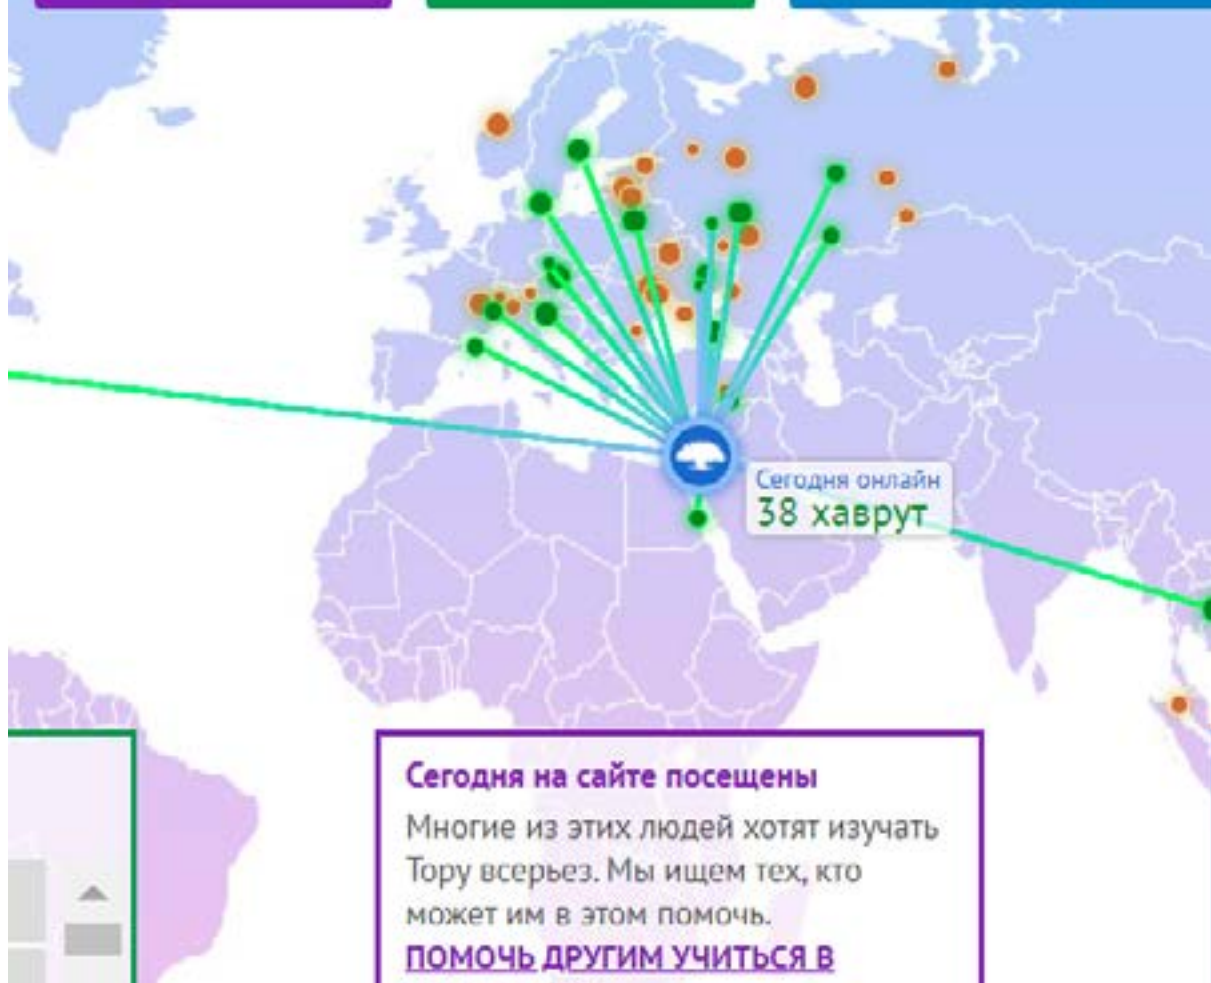 Сегодня онлайн
38 хаврут
Сегодня на сайте посещены
Многие из этих людей хотят изучать
Тору всерьез. Мы ищем тех, кто
может им в этом помочь.
ПОМОЧЬ ДРУГИМ УЧИТЬСЯ В